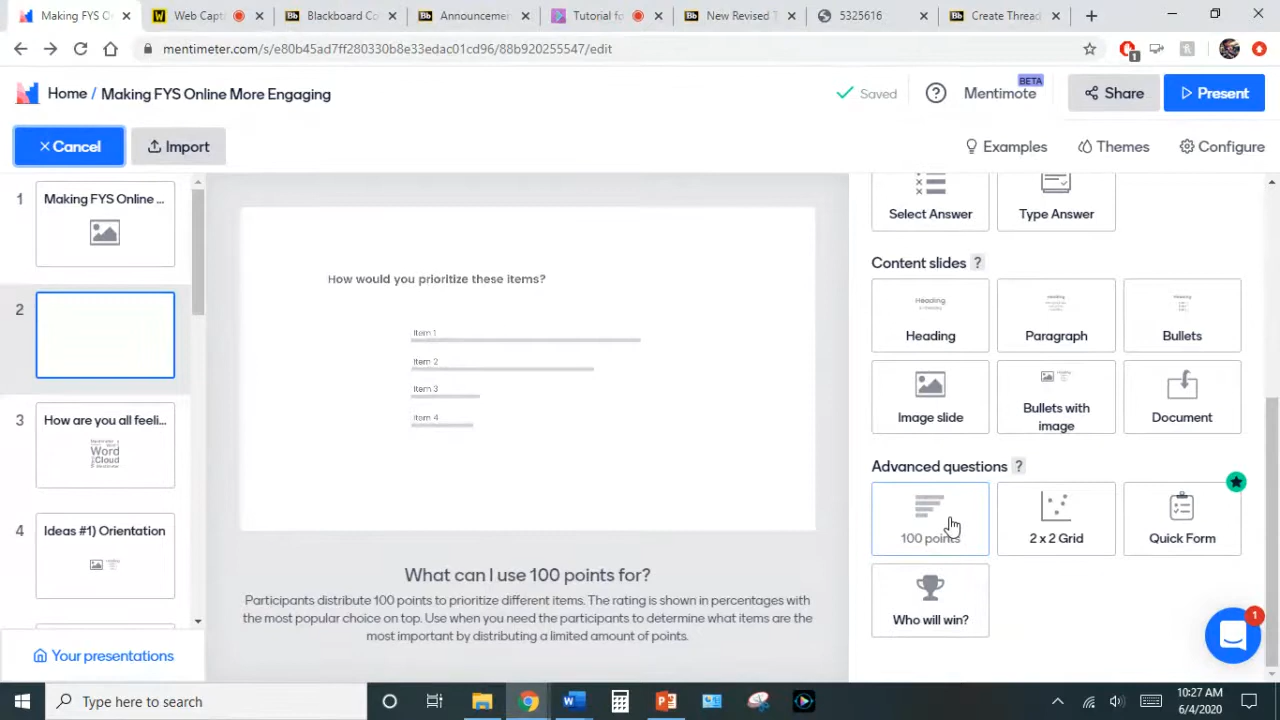 Making FYS On
Web Capti
Blackboard Co
Announcemen
Tutorial fo
New Revised T
5325616
Create Thread
mentimeter.com/s/e80b45ad7ff280330b8e33edac01cd96/88b920255547/edit
1
Home / Making FYS Online More Engaging
Saved
?
Mentimote
BETA
Share
Present
Cancel
Import
Examples
Themes
Configure
1
Making FYS Online ...
2
3
How are you all feeli...
Word
Cloud
4
Ideas #1) Orientation
Your presentations
How would you prioritize these items?
Item 1
Item 2
Item 3
Item 4
What can I use 100 points for?
Participants distribute 100 points to prioritize different items. The rating is shown in percentages with
the most popular choice on top. Use when you need the participants to determine what items are the
most important by distributing a limited amount of points.
Select Answer
Type Answer
Content slides ?
Heading
Heading
Paragraph
Bullets
Image slide
Bullets with
image
Document
Advanced questions ?
100 points
2 x 2 Grid
Quick Form
Who will win?
1
Type here to search
10:27 AM
6/4/2020